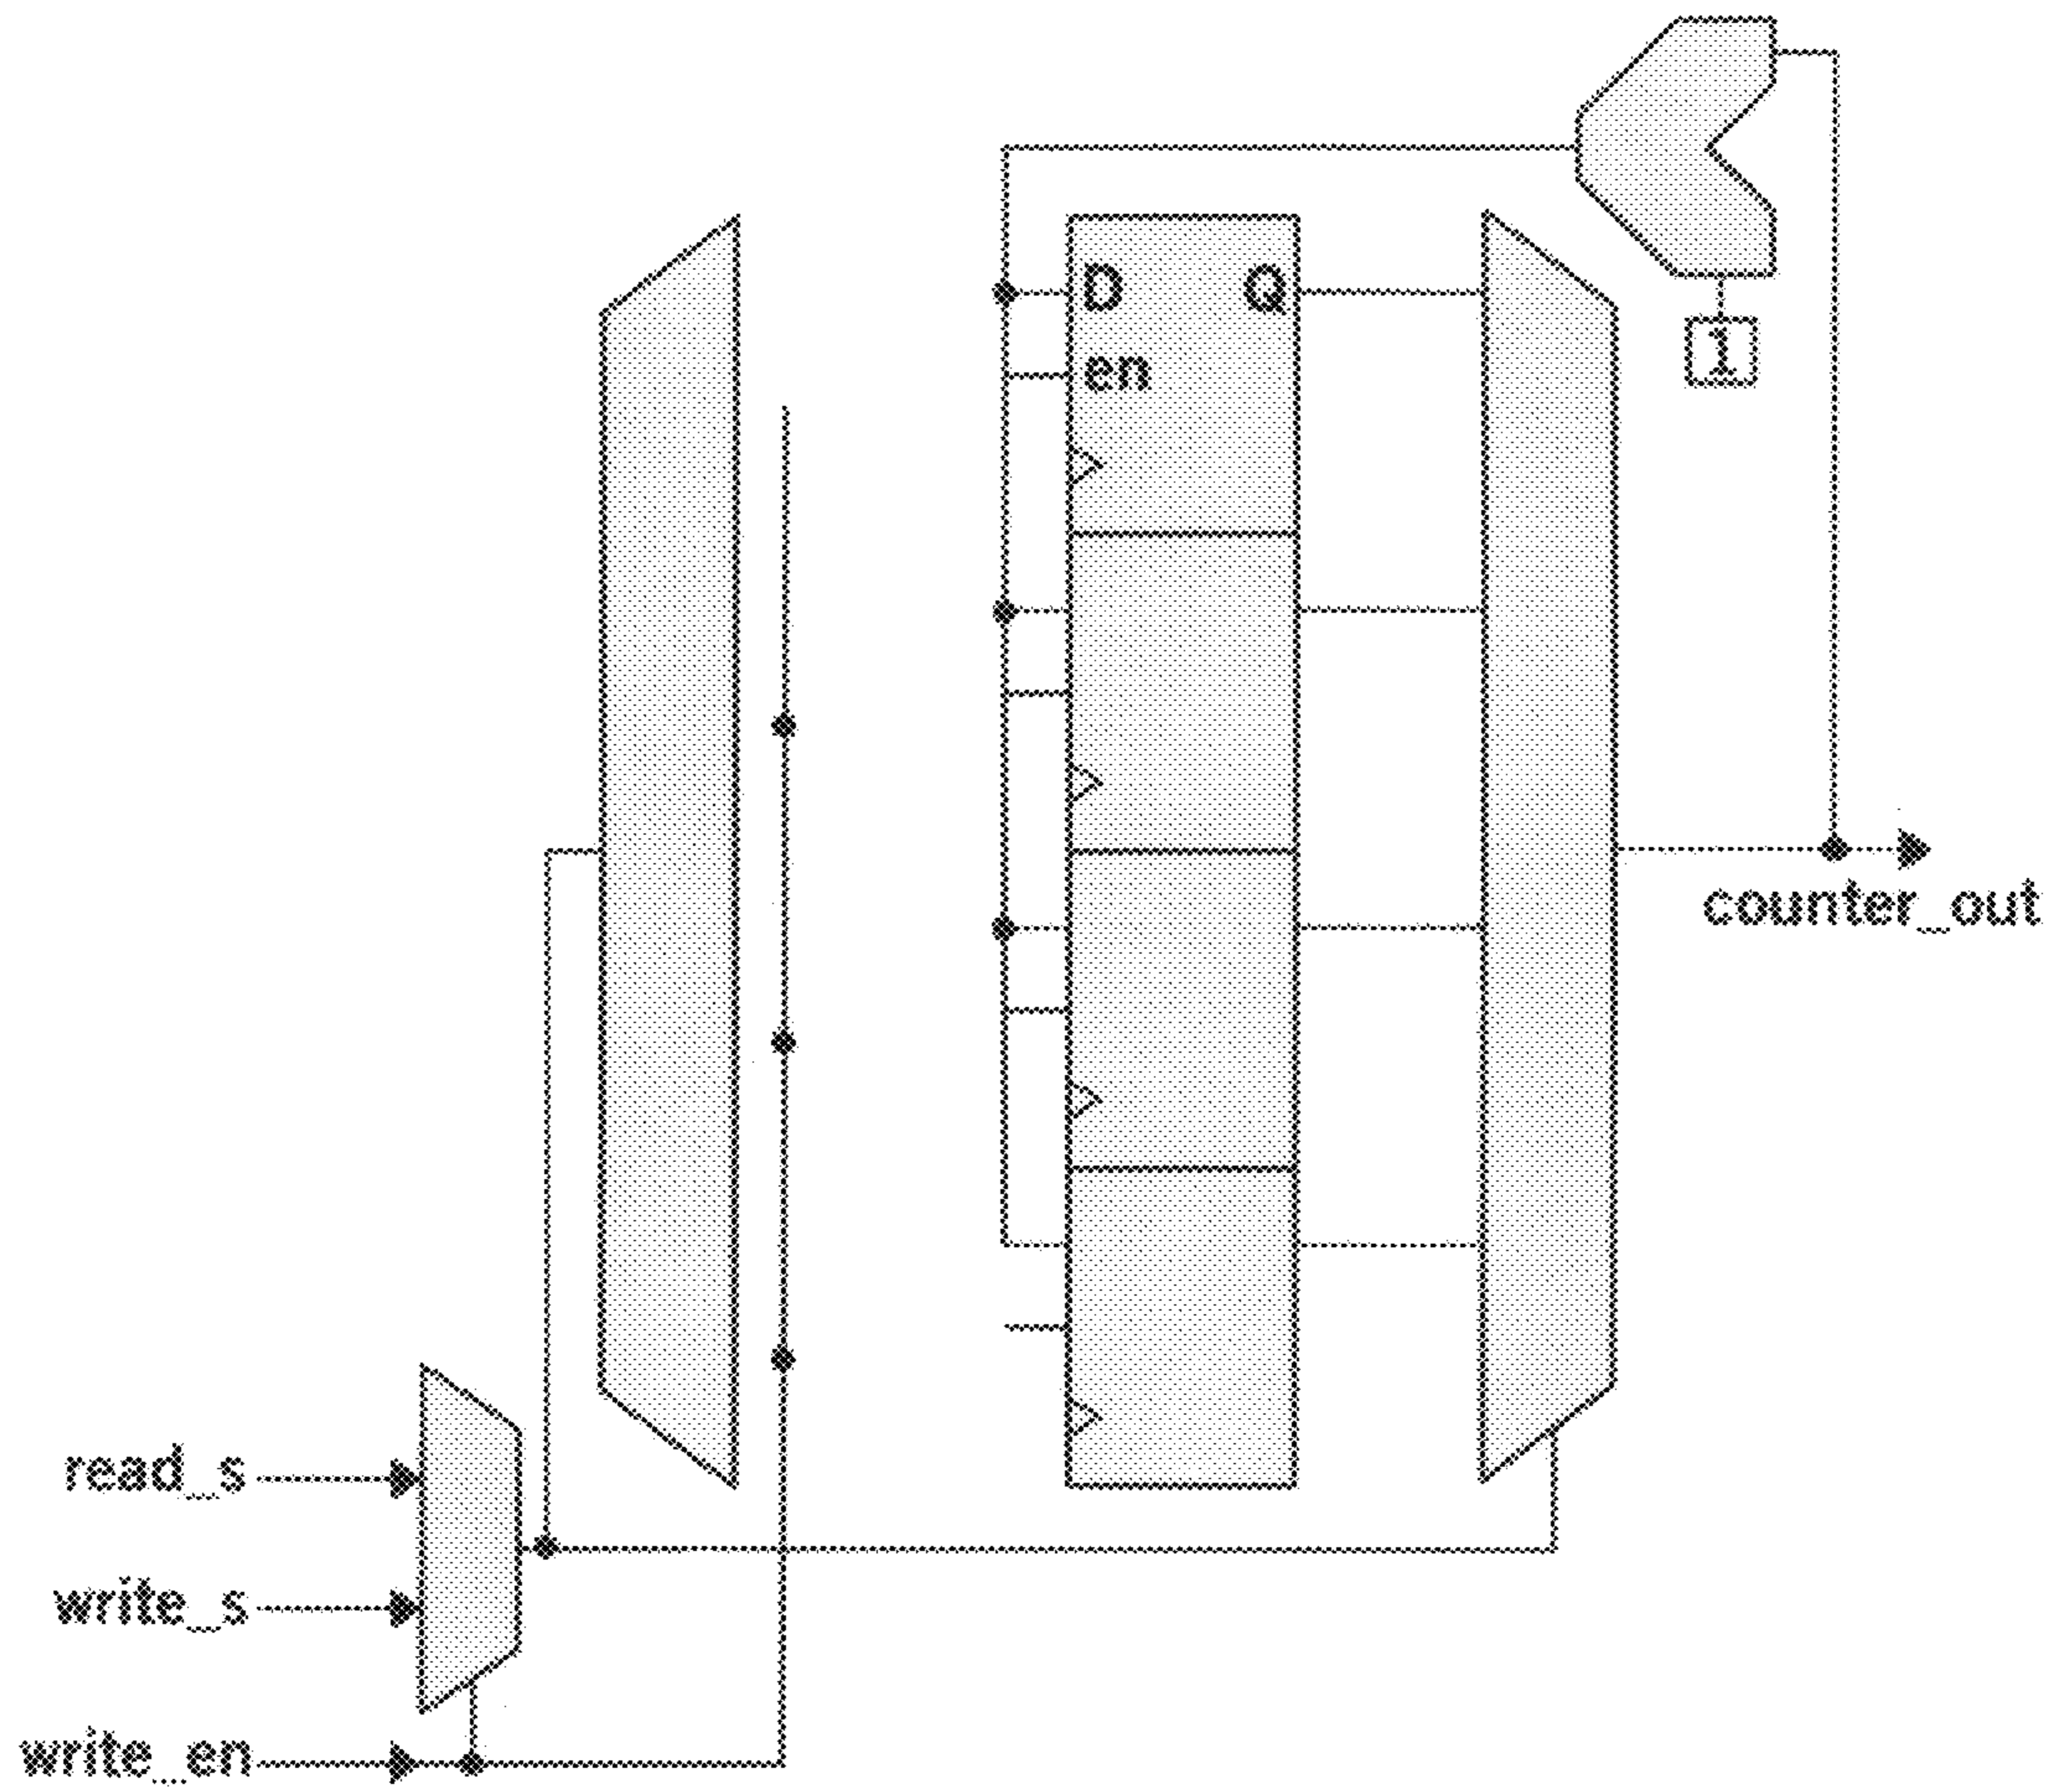 D Q
en
1
counter_out
read_s
write_s
write_en